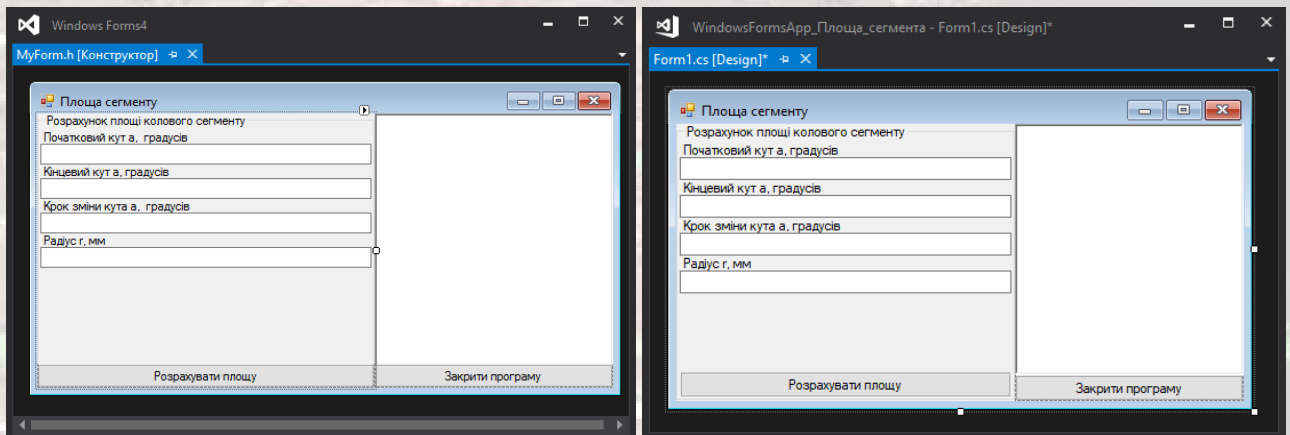 Windows Forms4
MyForm.h [Конструктор]
Площа сегменту
Розрахунок площі колового сегменту
Початковий кут а, градусів
Кінцевий кут а, градусів
Крок зміни кута а, градусів
Радіус r, мм
Розрахувати площу
Закрити програму
WindowsFormsApp_Площа_сегмента - Form1.cs [Design]*
Form1.cs [Design]*
Площа сегменту
Розрахунок площі колового сегменту
Початковий кут а, градусів
Кінцевий кут а, градусів
Крок зміни кута а, градусів
Радіус r, мм
Розрахувати площу
Закрити програму